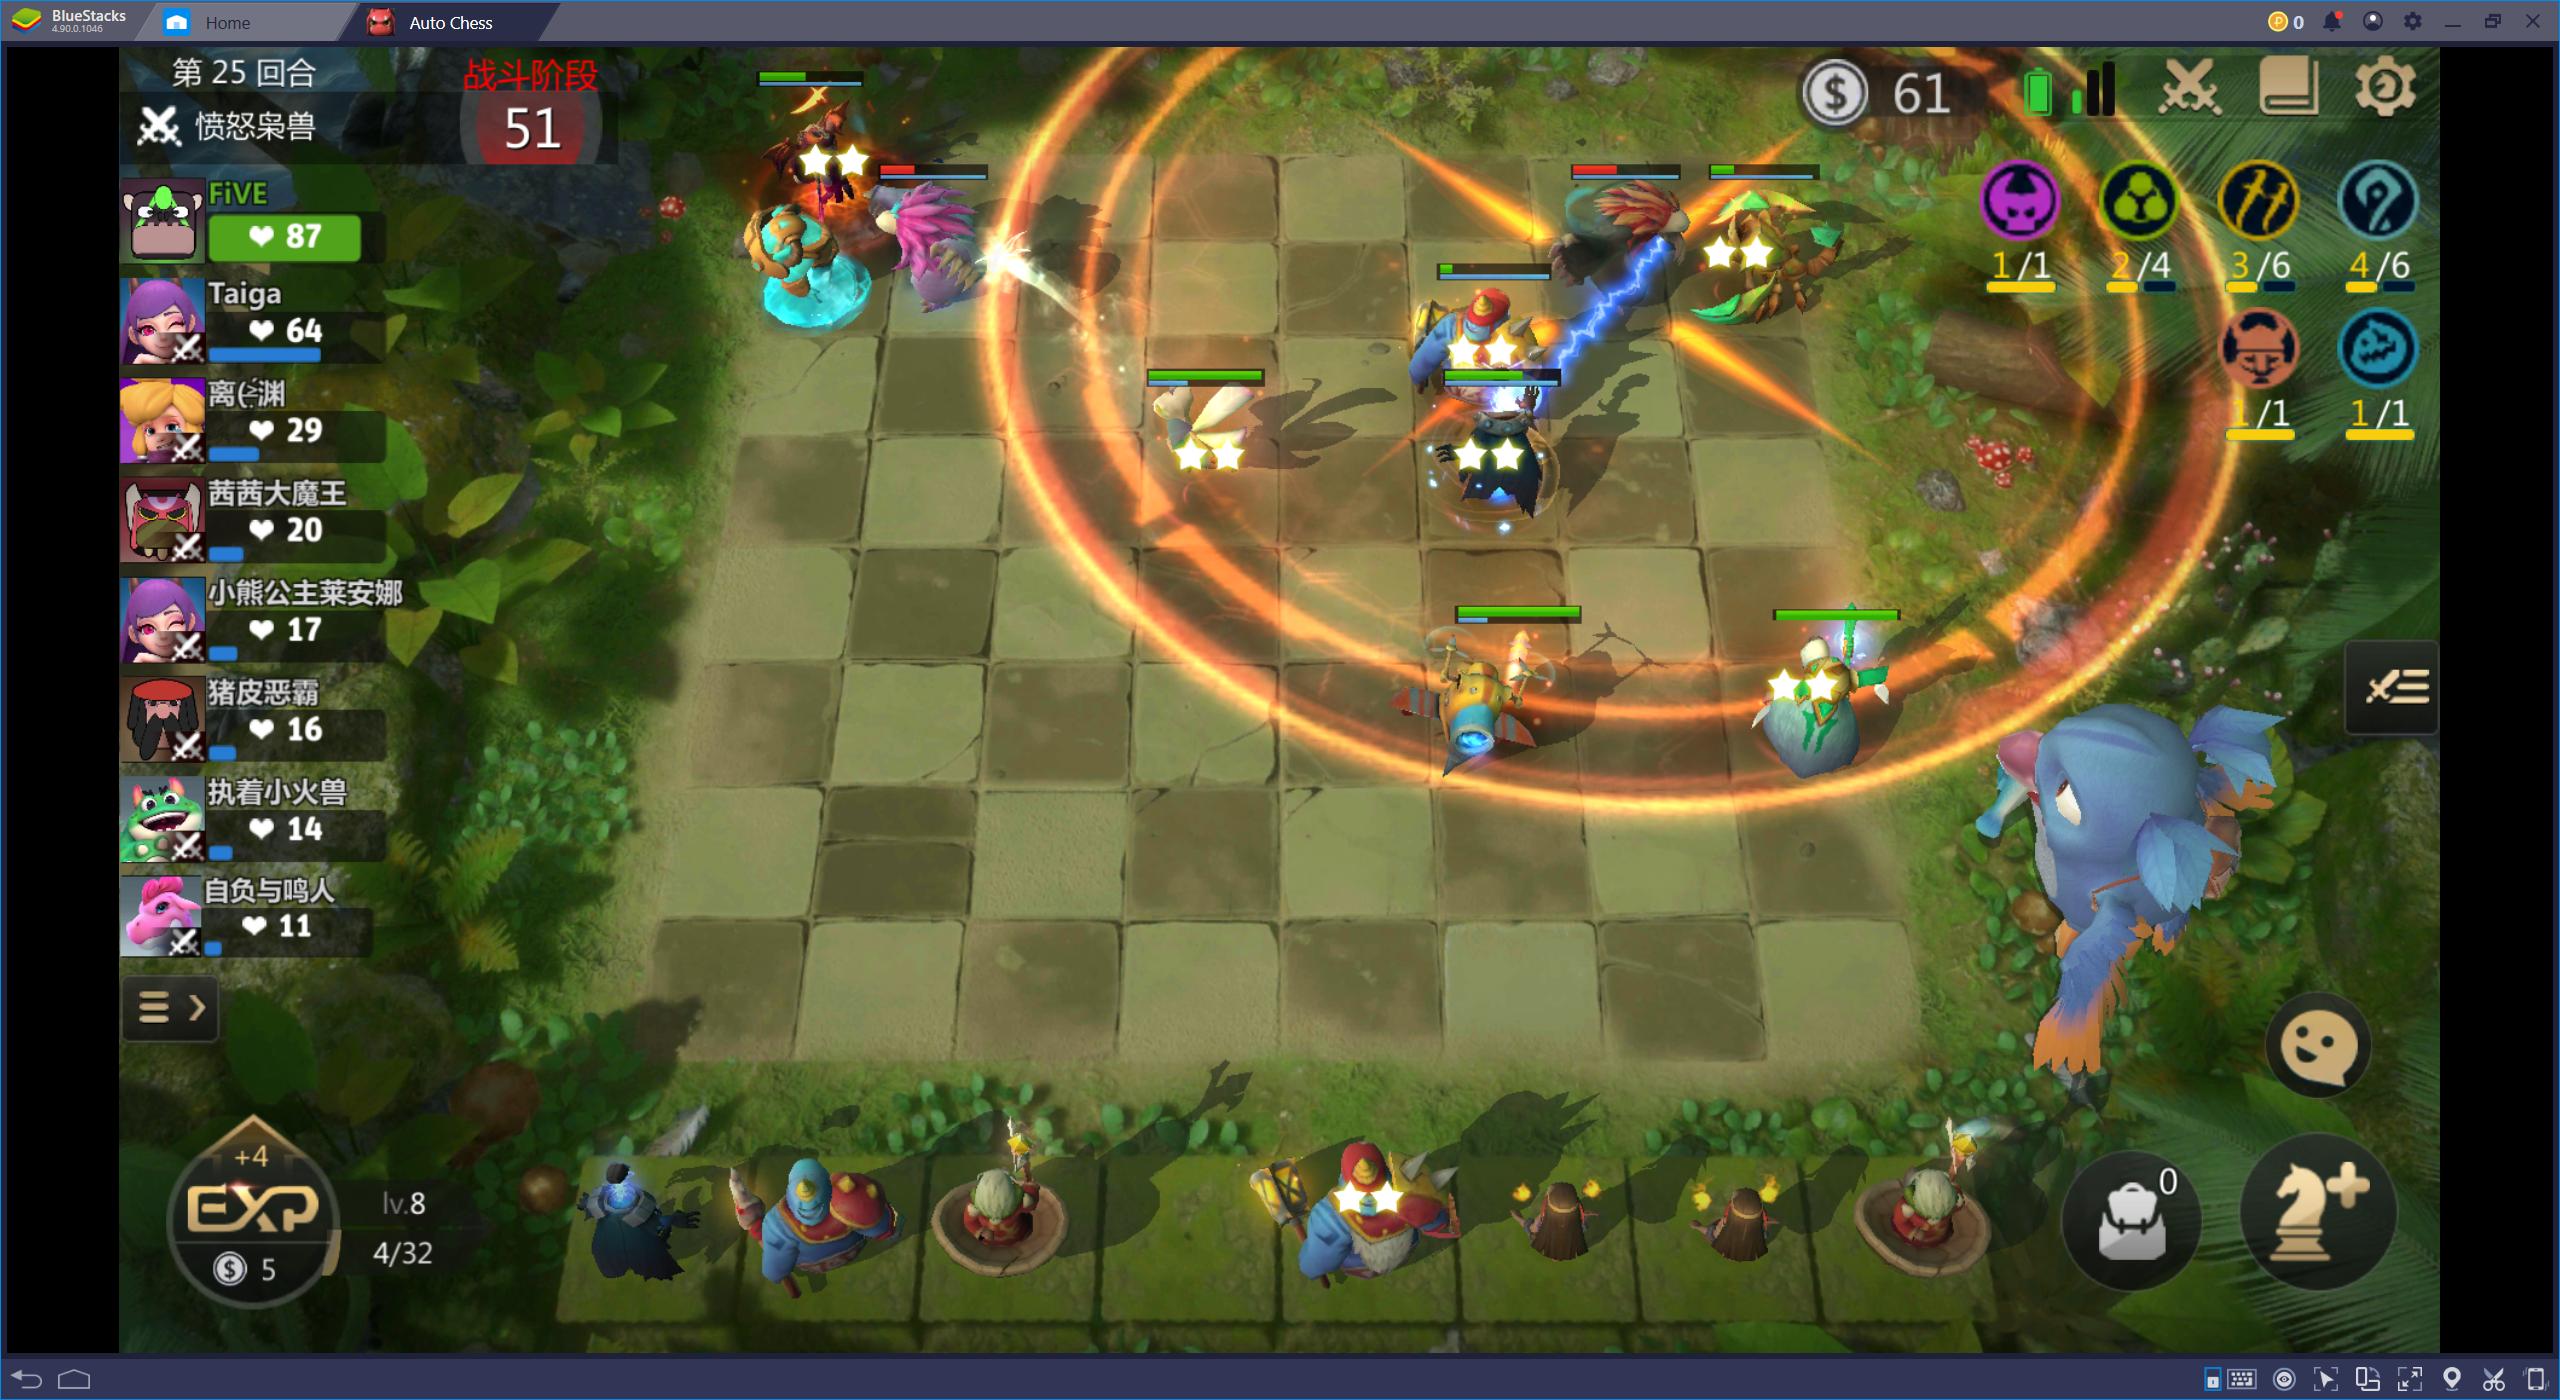 BlueStacks
4.90.0.1046
Home
Auto Chess
0
第 25 回合
战斗阶段
愤怒枭兽
51
61
FiVE
87
Taiga
64
29
茜茜大魔王
20
小熊公主莱安娜
17
猪皮恶霸
16
执着小火兽
14
自负与鸣人
11
1/1
2/4
3/6
4/6
1/1
1/1
+4
EXP
5
lv.8
4/32
0